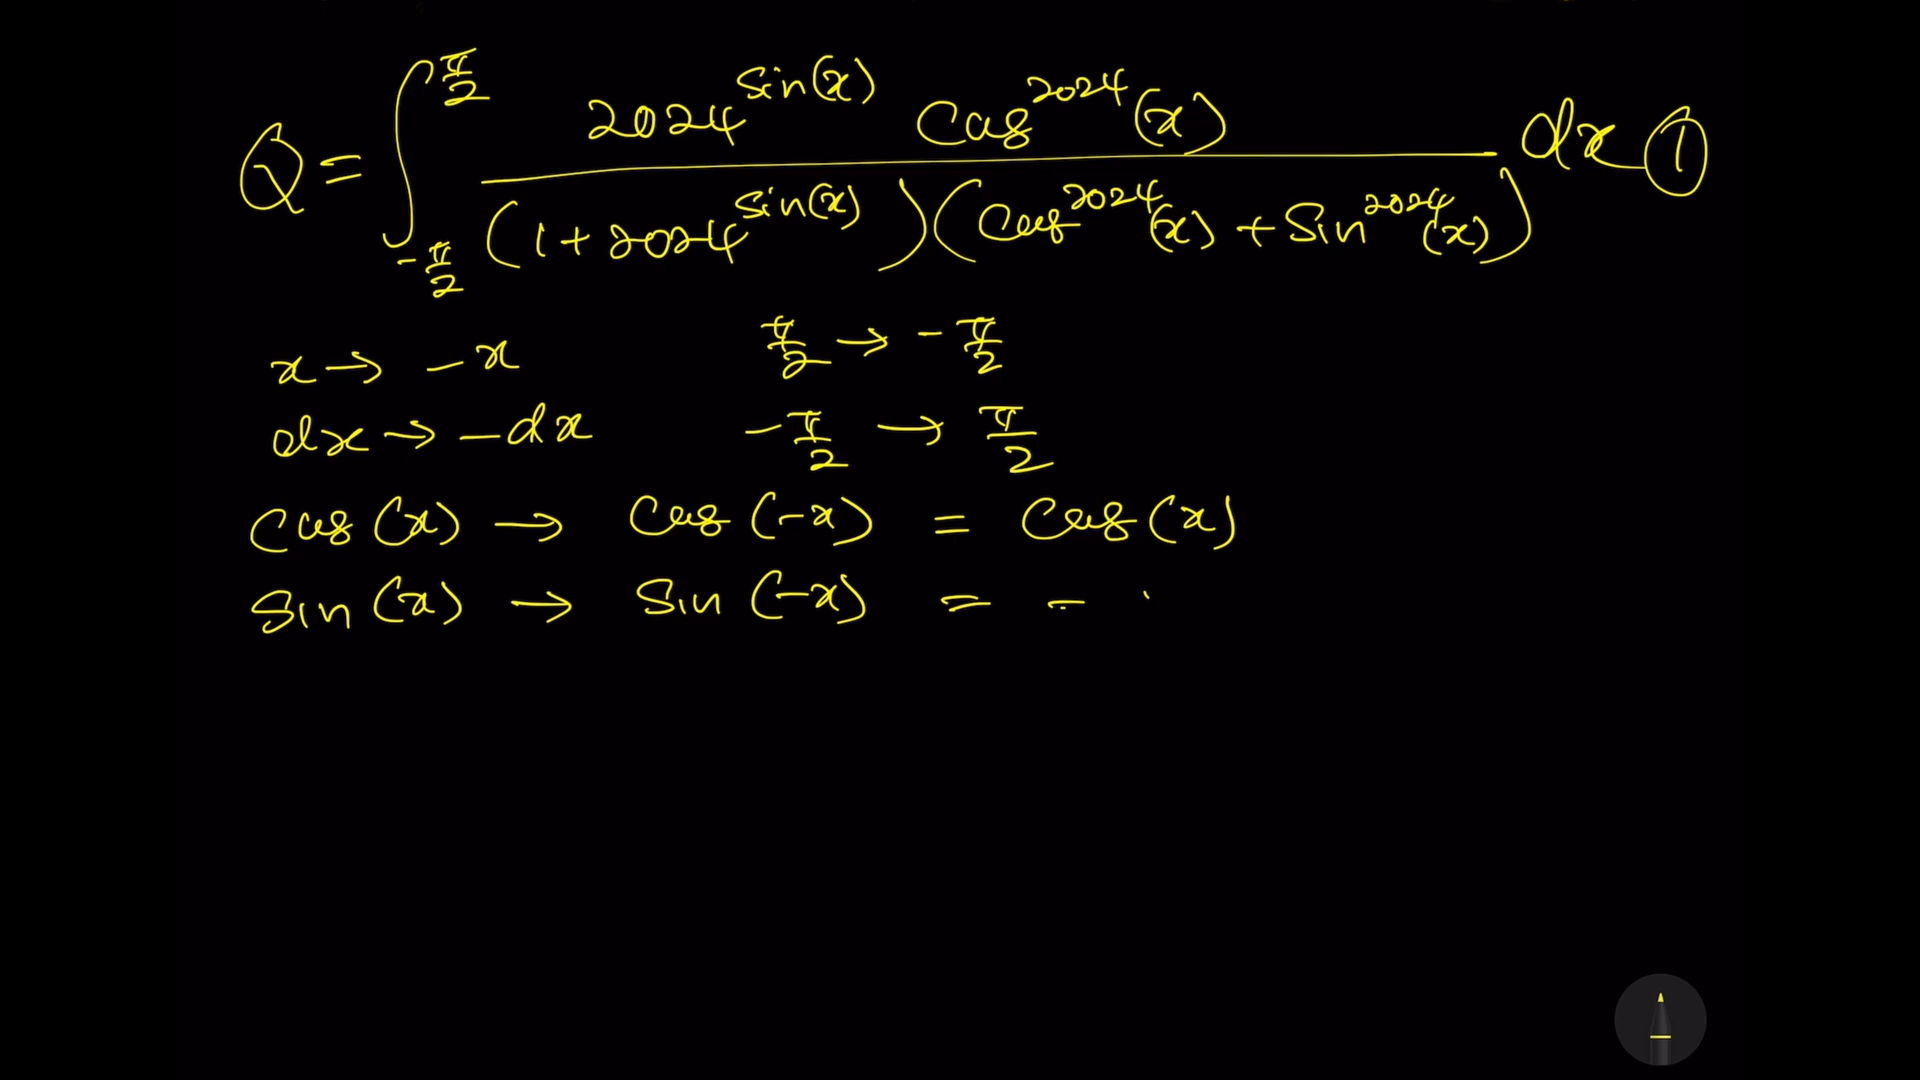 Q = ∫_{-π/2}^{π/2} \frac{2024^{Sin(x)} Cos^{2024}(x)}{(1+2024^{Sin(x)})(Cos^{2024}(x) + Sin^{2024}(x))} dx ①
x → -x    π/2 → -π/2
dx → -dx    -π/2 → π/2
Cos(x) → Cos(-x) = Cos(x)
Sin(x) → Sin(-x) = -